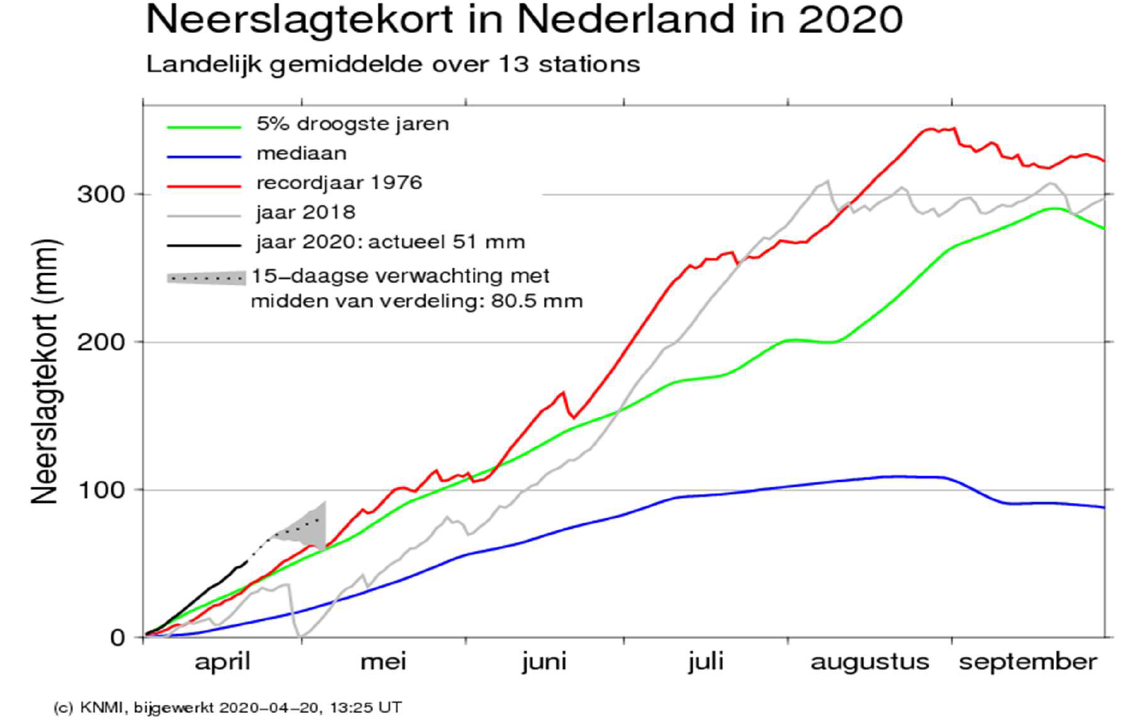 Neerslagtekort in Nederland in 2020
Landelijk gemiddelde over 13 stations
5% droogste jaren
mediaan
recordjaar 1976
jaar 2018
jaar 2020: actueel 51 mm
15–daagse verwachting met
midden van verdeling: 80.5 mm
Neerslagtekort (mm)
300
200
100
0
april mei juni juli augustus september
(c) KNMI, bijgewerkt 2020–04–20, 13:25 UT